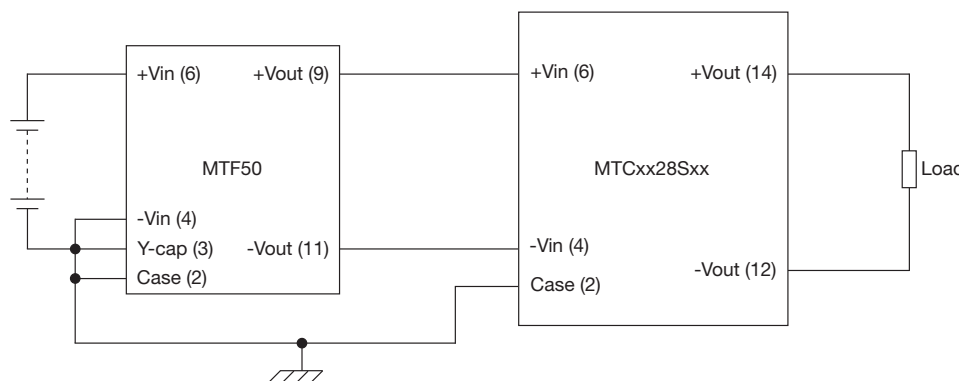 +Vin (6)
+Vout (9)
MTF50
-Vin (4)
Y-cap (3)
-Vout (11)
Case (2)
+Vin (6)
+Vout (14)
MTCxx28Sxx
-Vin (4)
Case (2)
-Vout (12)
Load